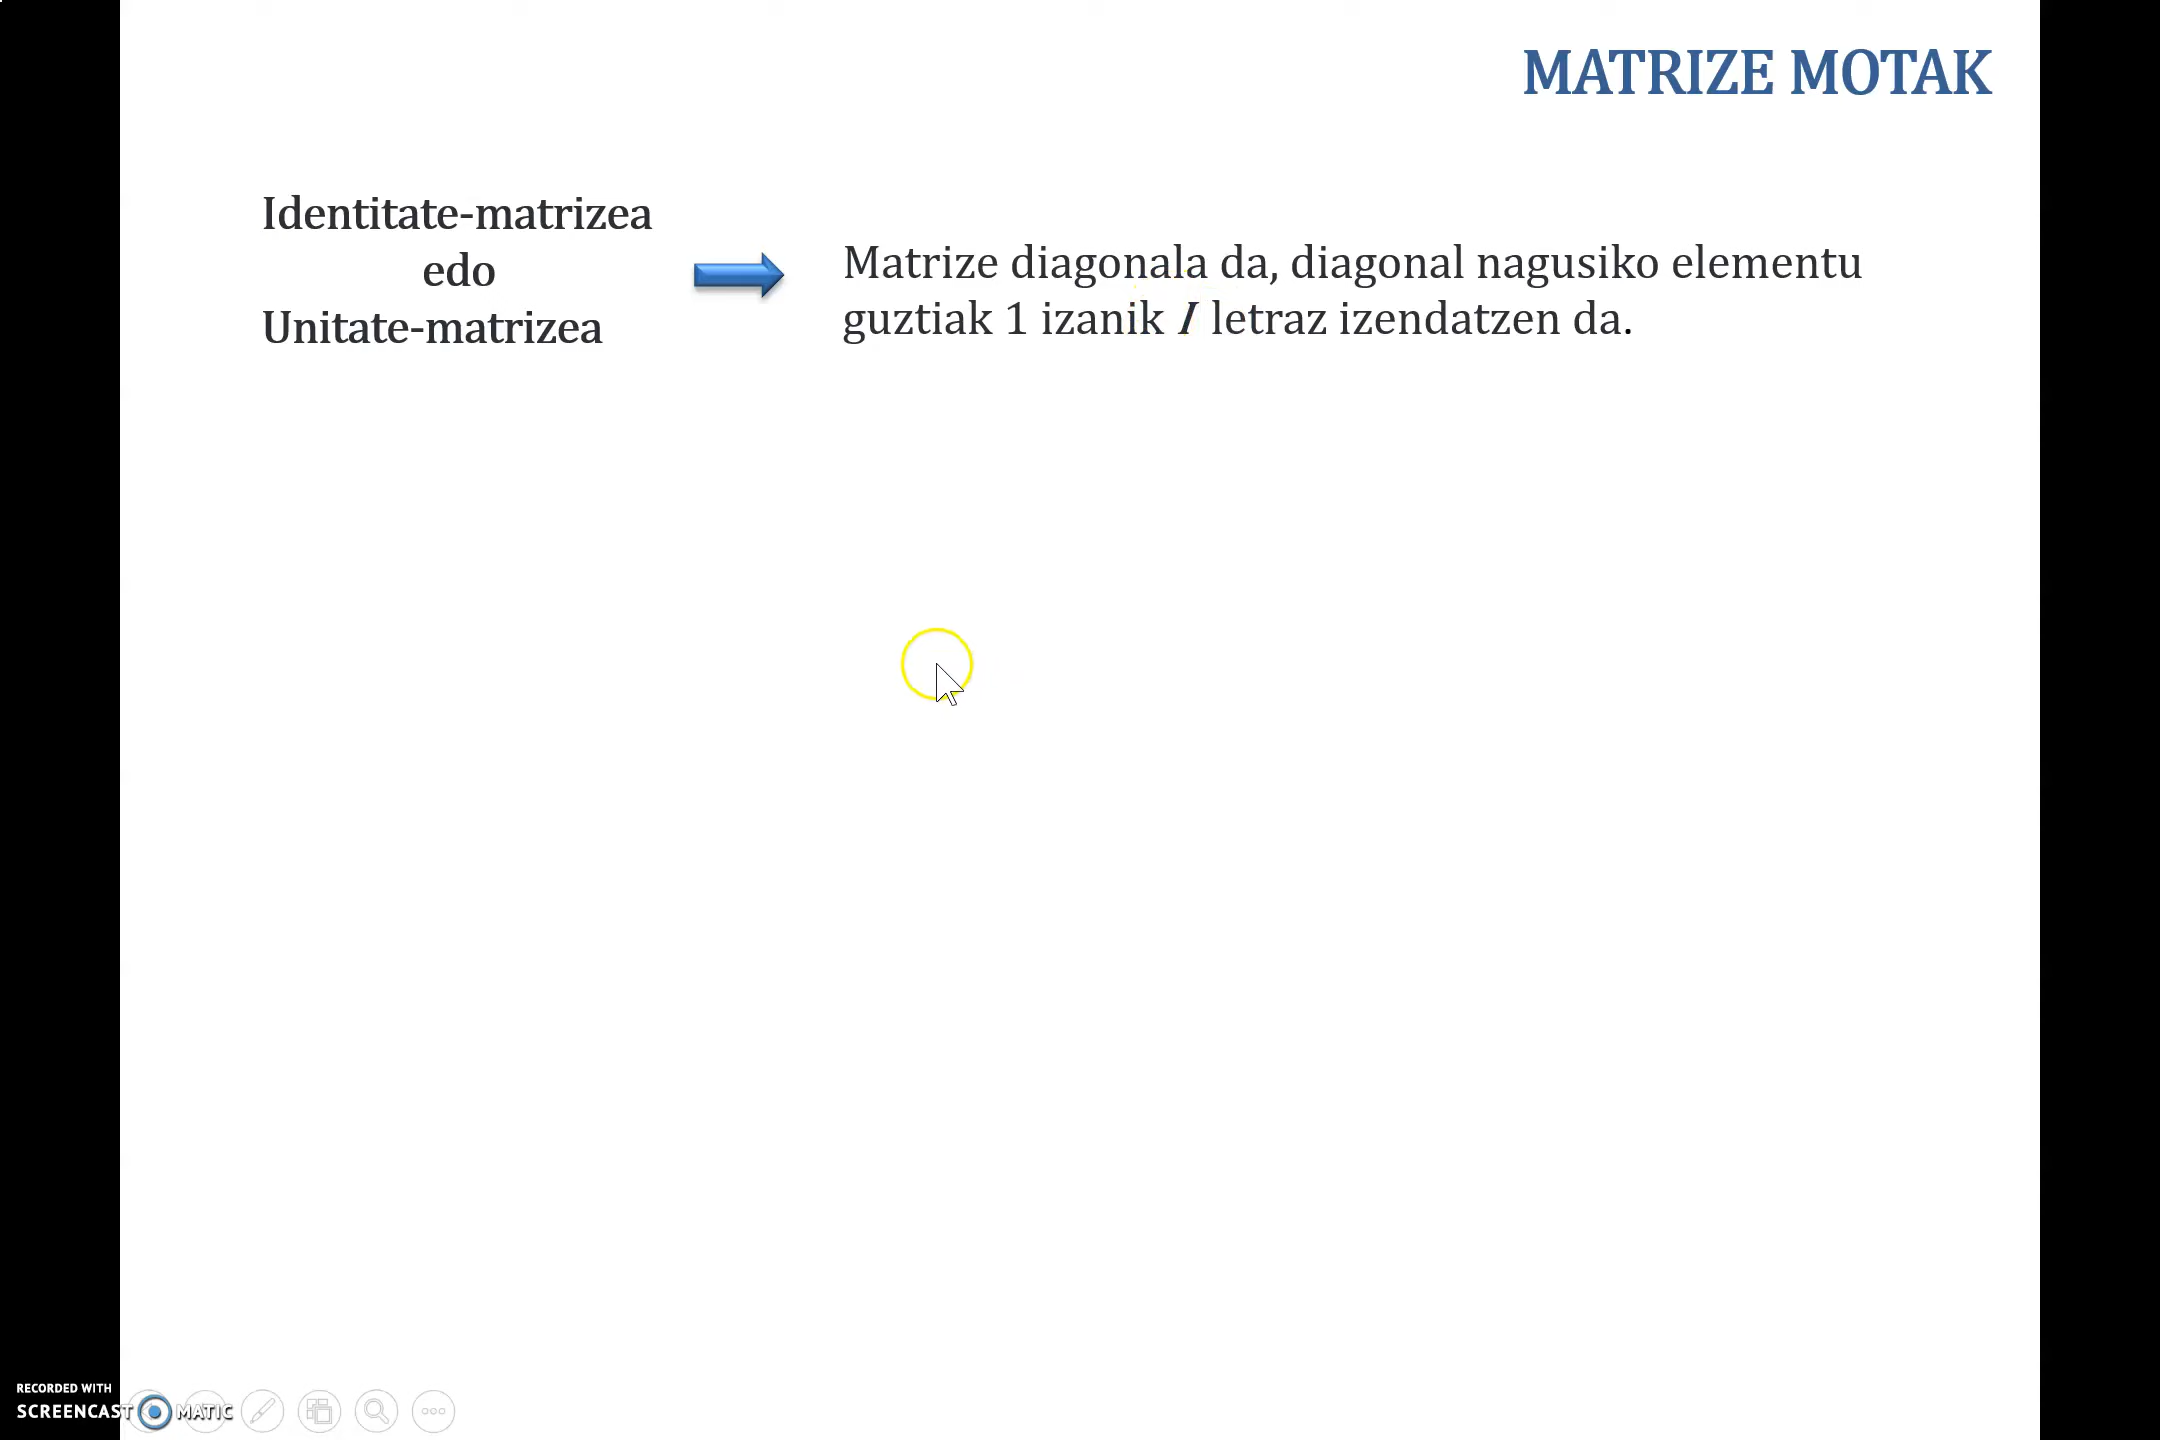 MATRIZE MOTAK
Identitate-matrizea
edo
Unitate-matrizea
Matrize diagonala da, diagonal nagusiko elementu
guztiak 1 izanik I letraz izendatzen da.
RECORDED WITH
SCREENCAST MATIC